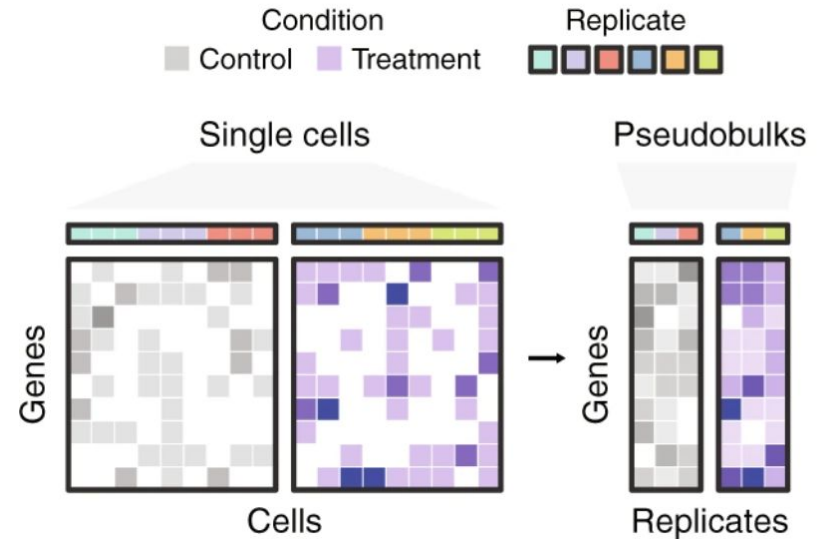 Condition
Replicate
Control
Treatment
Single cells
Pseudobulks
Genes
Genes
Cells
Replicates